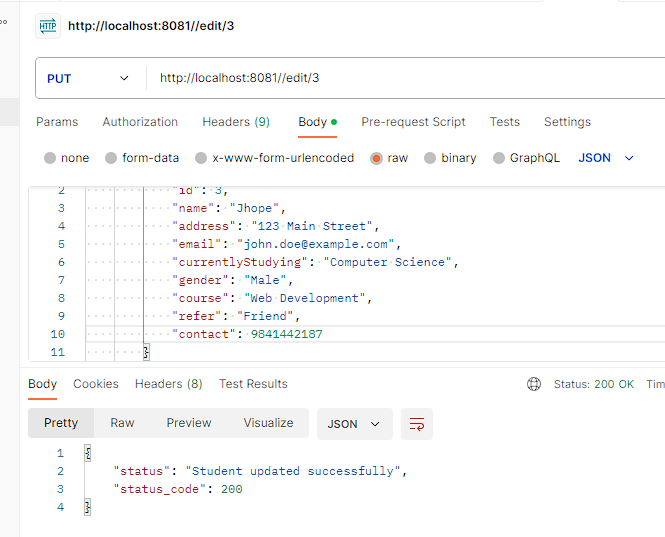 HTTP http://localhost:8081//edit/3
PUT http://localhost:8081//edit/3
Params Authorization Headers (9) Body Pre-request Script Tests Settings
none form-data x-www-form-urlencoded raw binary GraphQL JSON
2 "id": 3,
3 "name": "Jhope",
4 "address": "123 Main Street",
5 "email": "john.doe@example.com",
6 "currentlyStudying": "Computer Science",
7 "gender": "Male",
8 "course": "Web Development",
9 "refer": "Friend",
10 "contact": 9841442187
11 }
Body Cookies Headers (8) Test Results Status: 200 OK Tim
Pretty Raw Preview Visualize JSON
1 {
2 "status": "Student updated successfully",
3 "status_code": 200
4 }